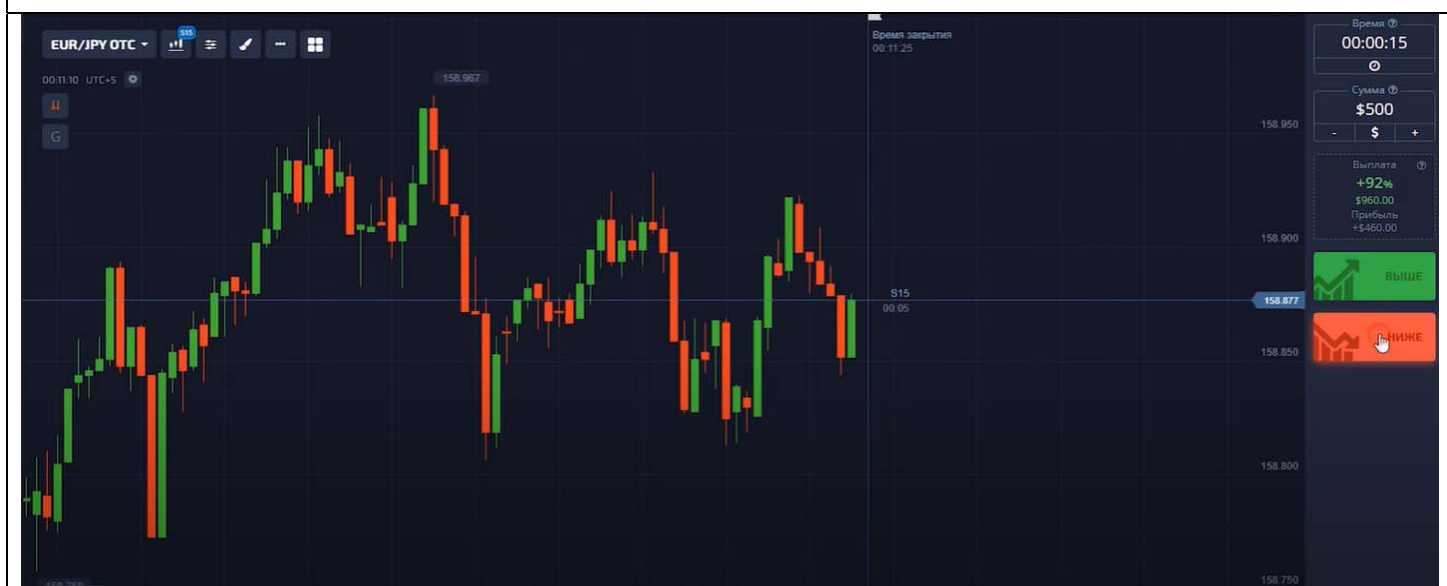 EUR/JPY OTC
S15
00:11:10 UTC+5
G
158.967
Время закрытия
00:11:25
S15
00:05
158.950
158.900
158.877
158.850
158.800
158.750
Время
00:00:15
Сумма
$500
- $ +
Выплата
+92%
$960.00
Прибыль
+$460.00
ВЫШЕ
НИЖЕ